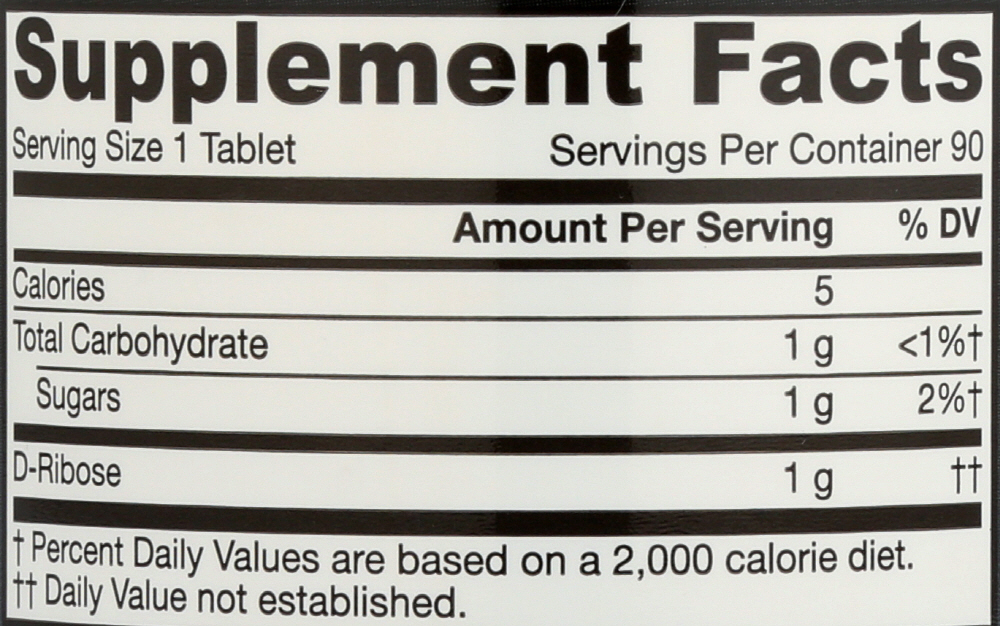 Supplement Facts
Serving Size 1 Tablet Servings Per Container 90
Amount Per Serving % DV
Calories 5
Total Carbohydrate 1 g <1%†
Sugars 1 g 2%†
D-Ribose 1 g ††
† Percent Daily Values are based on a 2,000 calorie diet.
†† Daily Value not established.